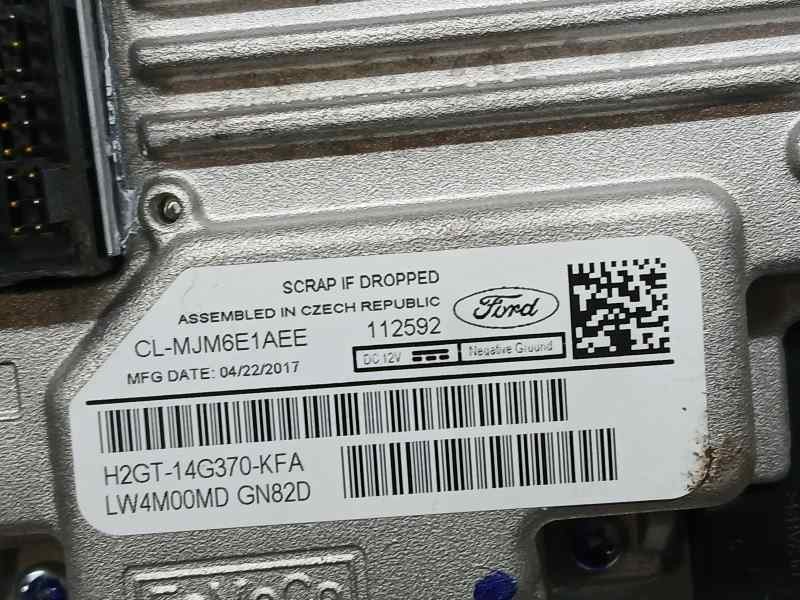 SCRAP IF DROPPED
ASSEMBLED IN CZECH REPUBLIC
Ford
CL-MJM6E1AEE
112592
DC 12V
Negative Ground
MFG DATE: 04/22/2017
H2GT-14G370-KFA
LW4M00MD GN82D
FoMoCo